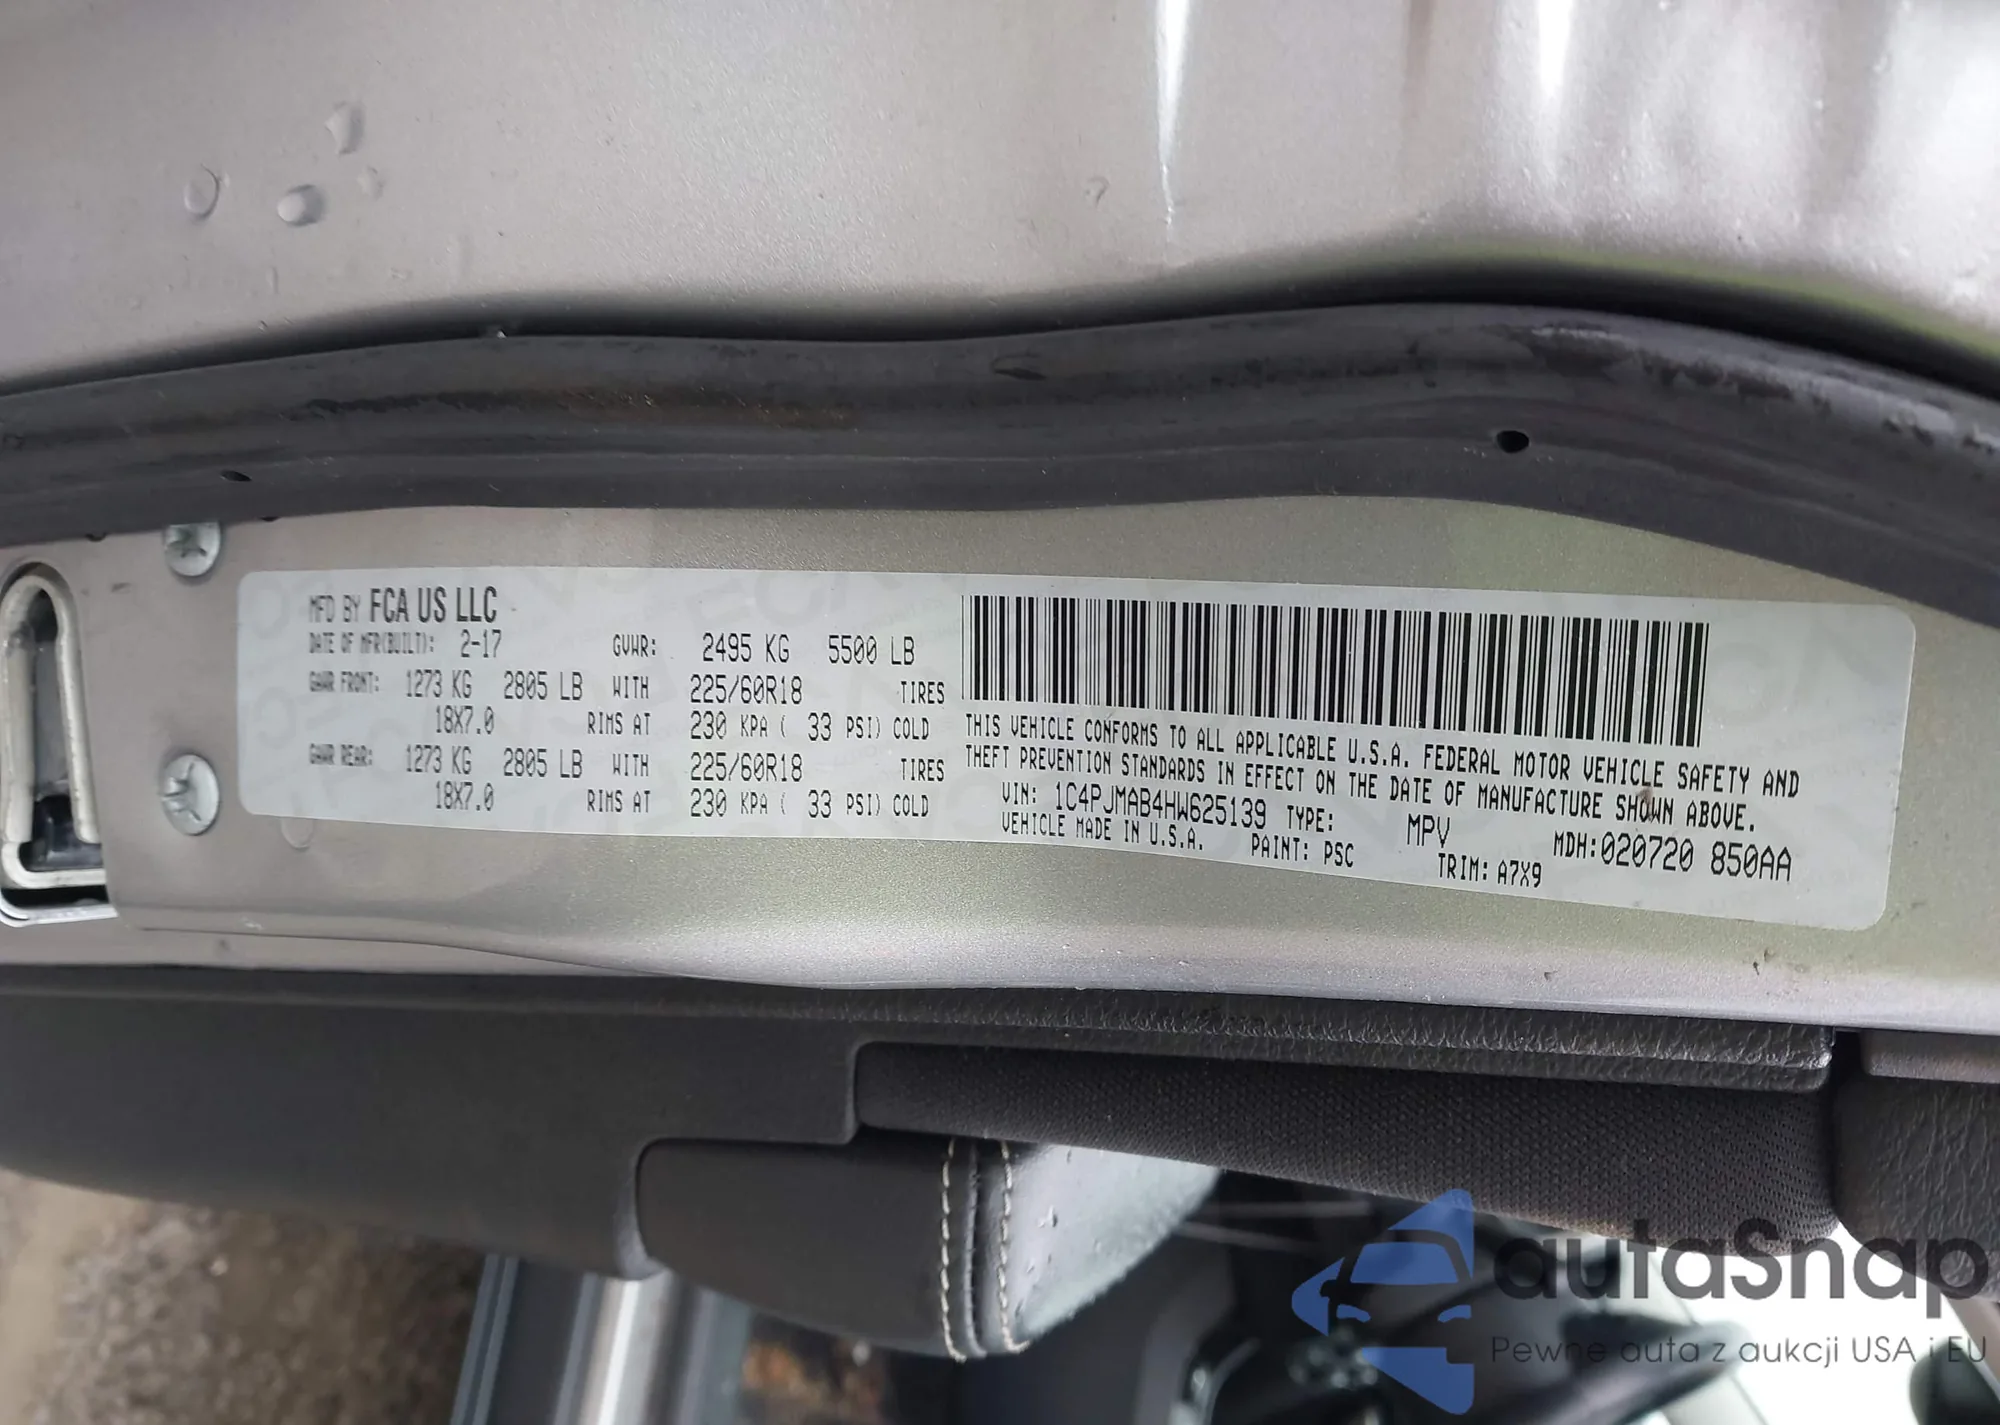 MFD BY FCA US LLC
DATE OF MFR(BUILT): 2-17 GVWR: 2495 KG 5500 LB
GAWR FRONT: 1273 KG 2805 LB WITH 225/60R18 TIRES
18X7.0 RIMS AT 230 KPA ( 33 PSI) COLD
GAWR REAR: 1273 KG 2805 LB WITH 225/60R18 TIRES
18X7.0 RIMS AT 230 KPA ( 33 PSI) COLD
THIS VEHICLE CONFORMS TO ALL APPLICABLE U.S.A. FEDERAL MOTOR VEHICLE SAFETY AND
THEFT PREVENTION STANDARDS IN EFFECT ON THE DATE OF MANUFACTURE SHOWN ABOVE.
VIN: 1C4PJMAB4HW625139 TYPE: MPV MDH:020720 850AA
VEHICLE MADE IN U.S.A. PAINT: PSC TRIM: A7X9
autaSnap
Pewne auta z aukcji USA i EU